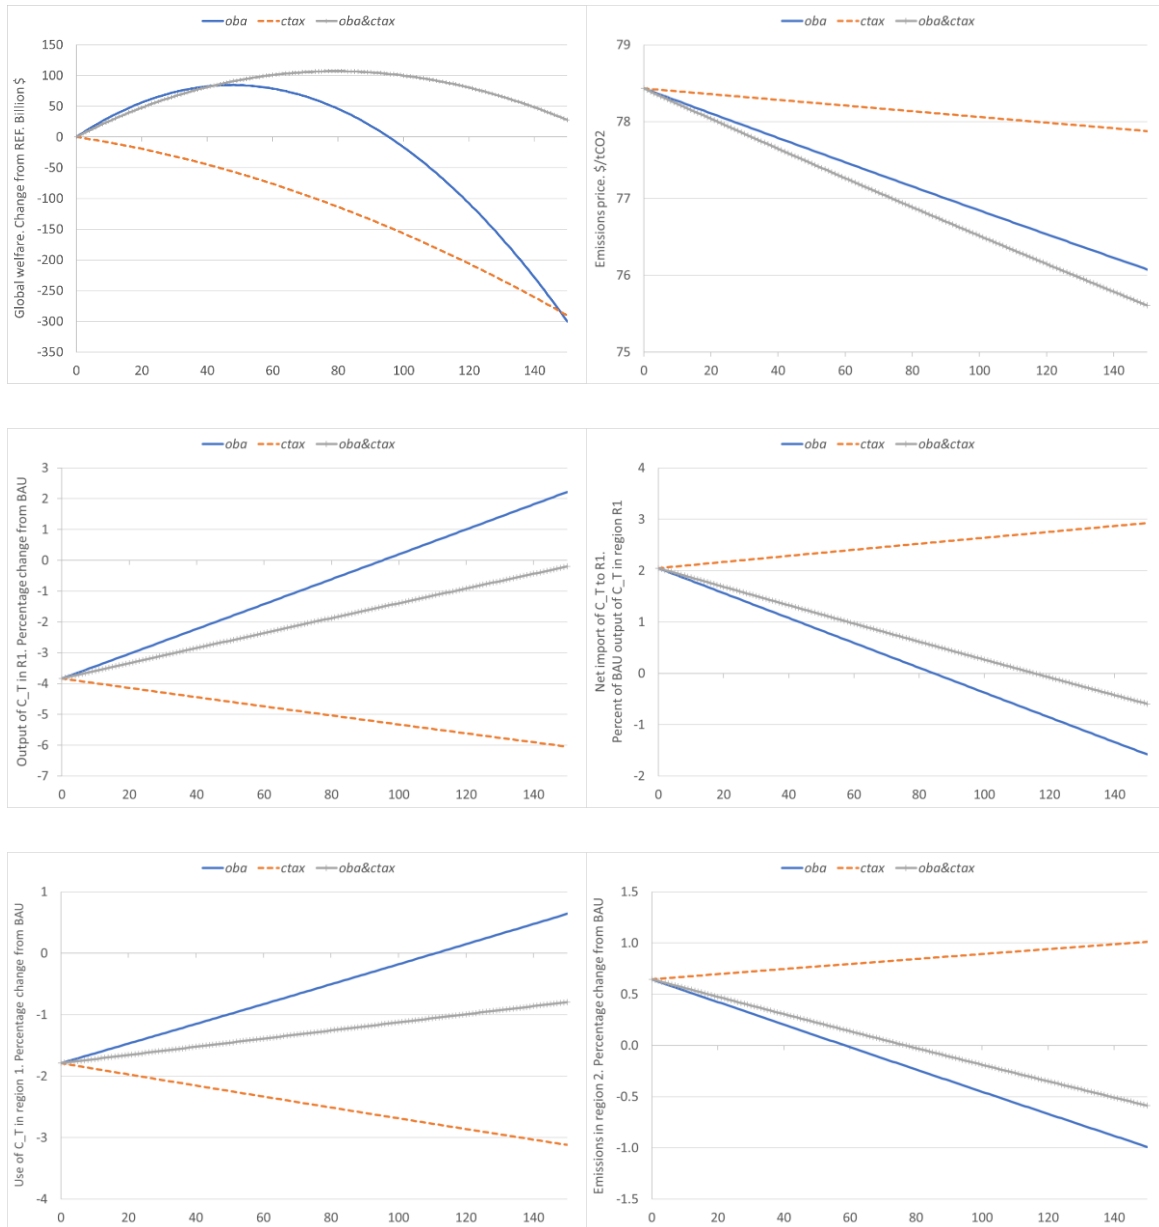 oba ctax oba&ctax
Global welfare. Change from REF. Billion $
150
100
50
0
-50
-100
-150
-200
-250
-300
-350
0 20 40 60 80 100 120 140
oba ctax oba&ctax
Emissions price. $/tCO2
79
78
77
76
75
0 20 40 60 80 100 120 140
oba ctax oba&ctax
Output of C_T in R1. Percentage change from BAU
3
2
1
0
-1
-2
-3
-4
-5
-6
-7
0 20 40 60 80 100 120 140
oba ctax oba&ctax
Net import of C_T to R1.
Percent of BAU output of C_T in region R1
4
3
2
1
0
-1
-2
0 20 40 60 80 100 120 140
oba ctax oba&ctax
Use of C_T in region 1. Percentage change from BAU
1
0
-1
-2
-3
-4
0 20 40 60 80 100 120 140
oba ctax oba&ctax
Emissions in region 2. Percentage change from BAU
1.5
1.0
0.5
0.0
-0.5
-1.0
-1.5
0 20 40 60 80 100 120 140